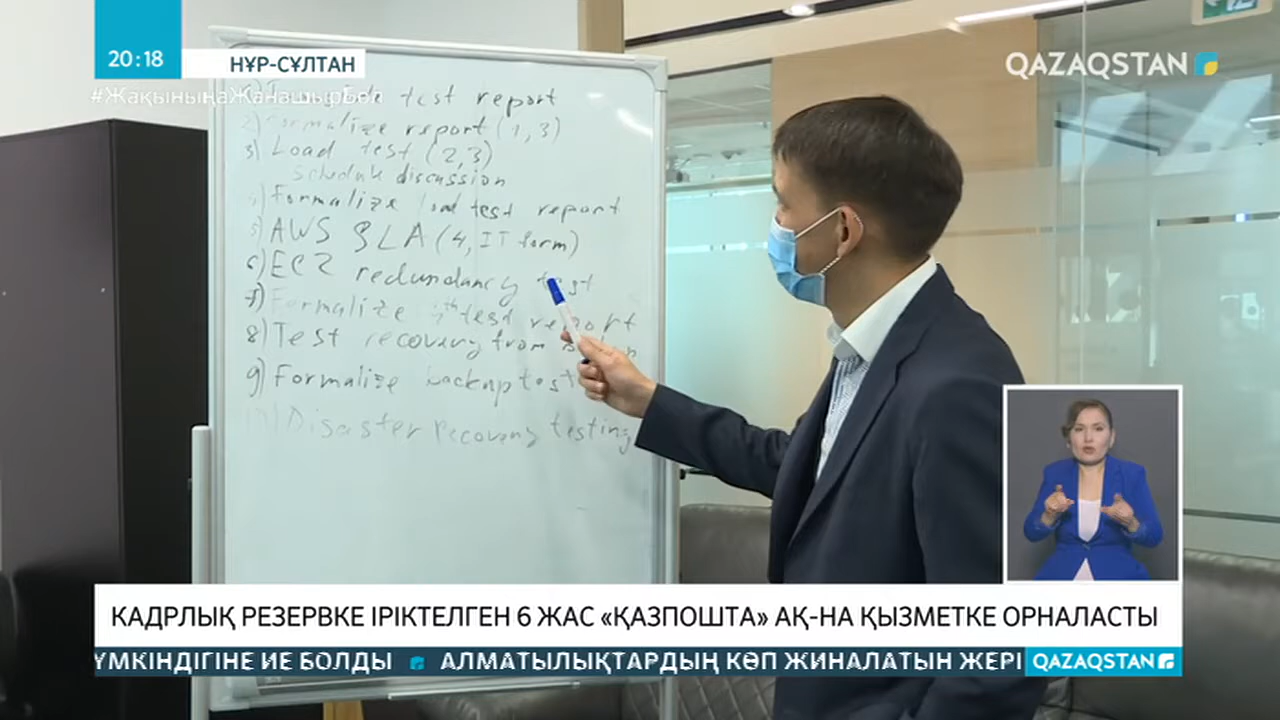 20:18
НҰР-СҰЛТАН
QAZAQSTAN
#ЖақыныңаЖанашырБол
test report
2) Formalize report (1,3)
3) Load test (2,3)
Schedule discussion
4) Formalize load test report
5) AWS SLA (4, IT form)
6) EC2 redundancy test
7) Formalize test report
8) Test recovery from
9) Formalize backup test
10) Disaster recovery testing
КАДРЛЫҚ РЕЗЕРВКЕ ІРІКТЕЛГЕН 6 ЖАС «ҚАЗПОШТА» АҚ-НА ҚЫЗМЕТКЕ ОРНАЛАСТЫ
ҮМКІНДІГІНЕ ИЕ БОЛДЫ АЛМАТЫЛЫҚТАРДЫҢ КӨП ЖИНАЛАТЫН ЖЕРІ QAZAQSTAN